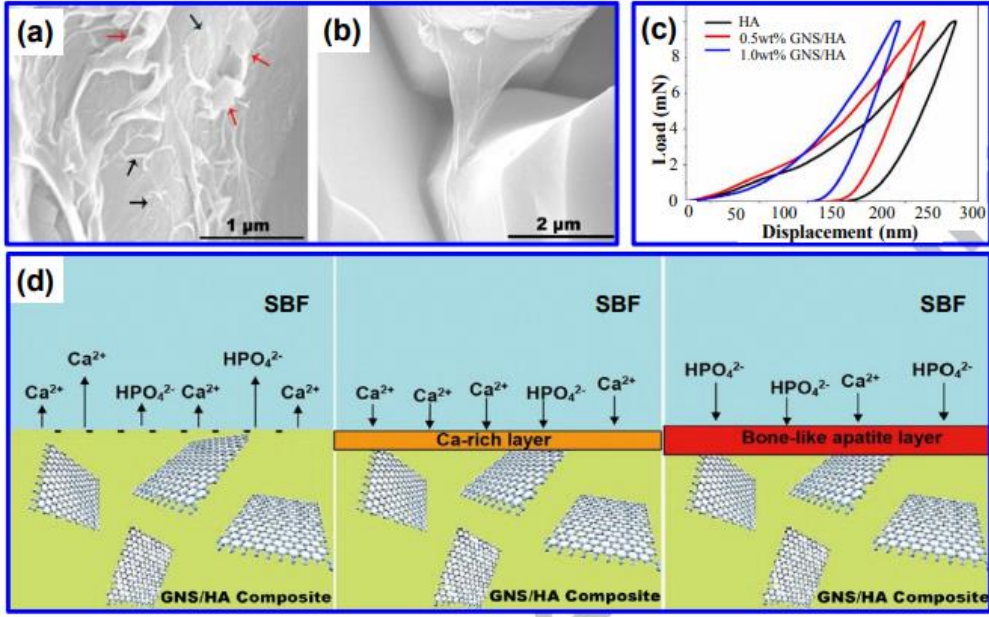 (a)
1 μm
(b)
2 μm
(c)
HA
0.5wt% GNS/HA
1.0wt% GNS/HA
8
6
4
2
0
Load (mN)
0 50 100 150 200 250 300
Displacement (nm)
(d)
SBF
Ca²⁺
HPO₄²⁻
Ca²⁺
HPO₄²⁻
Ca²⁺
Ca²⁺
GNS/HA Composite
SBF
Ca²⁺
Ca²⁺
Ca²⁺
HPO₄²⁻
Ca²⁺
Ca-rich layer
GNS/HA Composite
SBF
HPO₄²⁻
HPO₄²⁻
Ca²⁺
HPO₄²⁻
Bone-like apatite layer
GNS/HA Composite